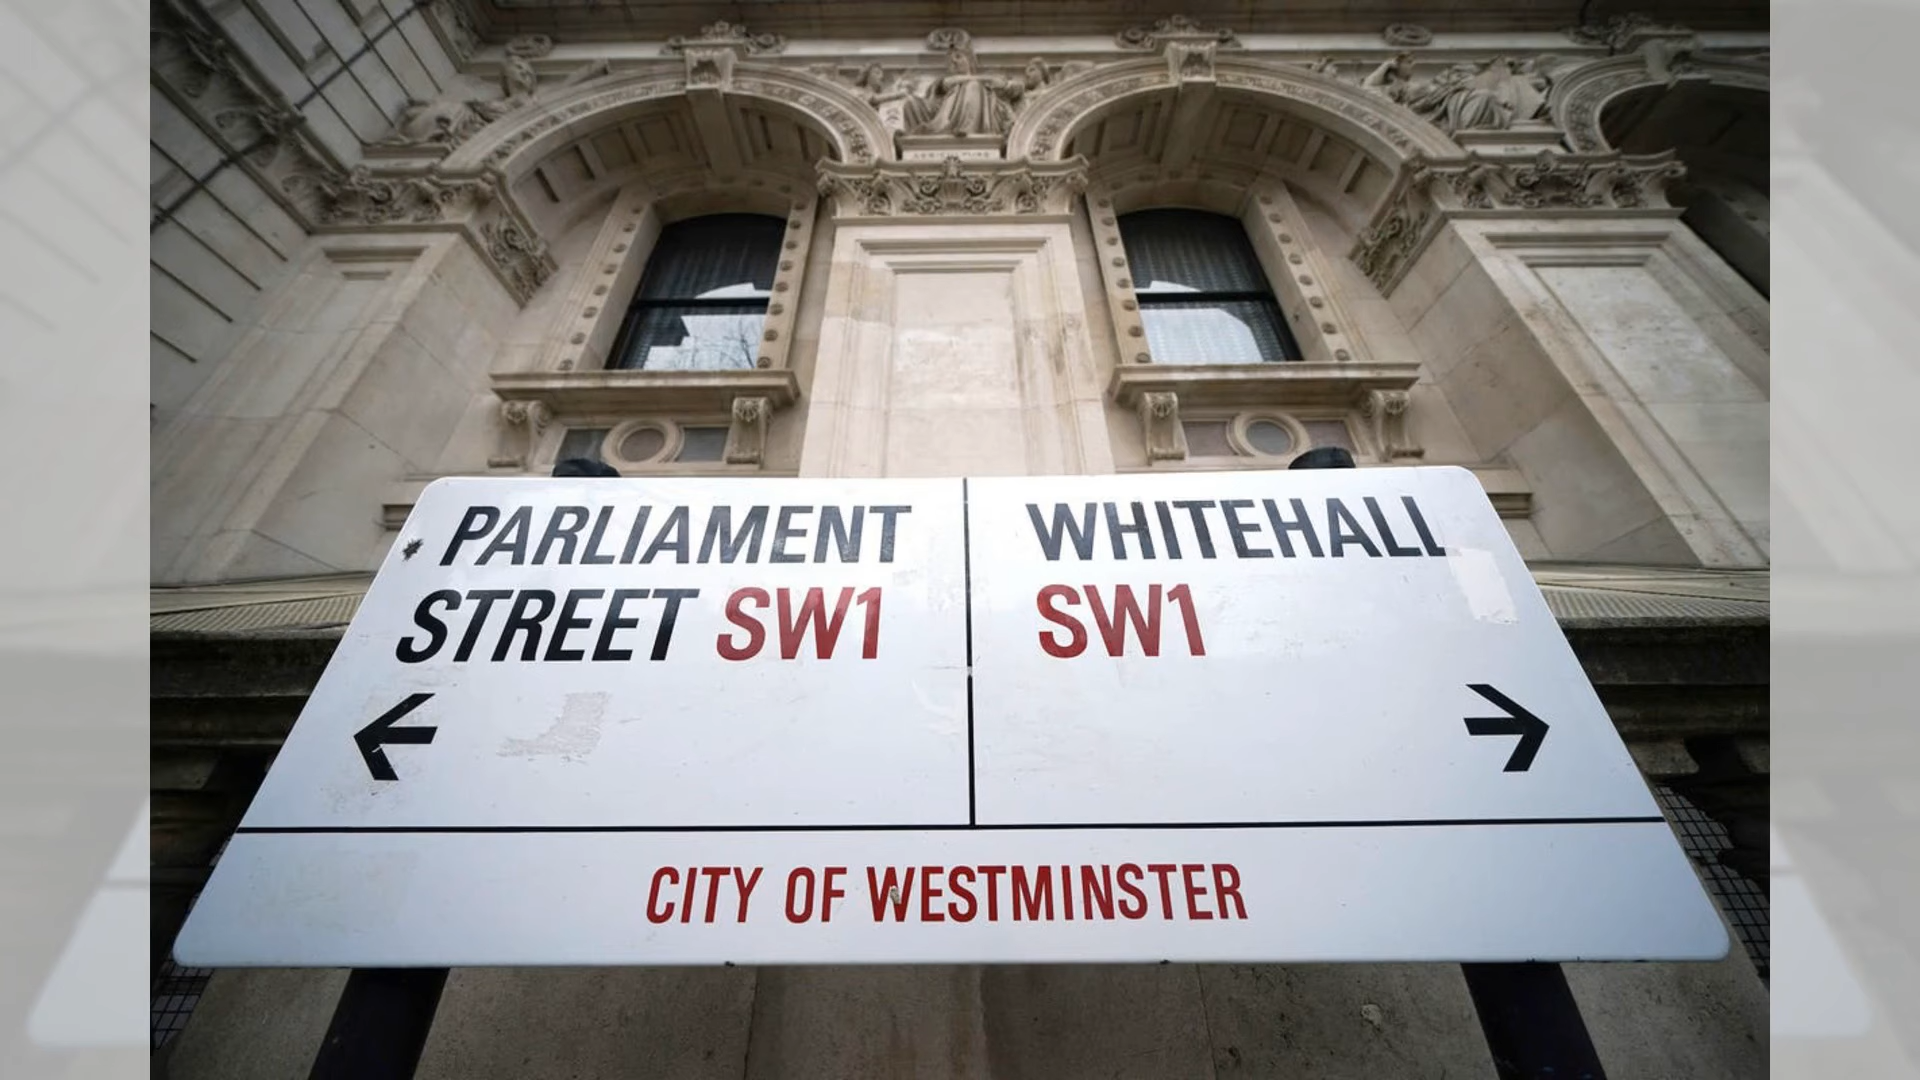 PARLIAMENT
STREET SW1
WHITEHALL
SW1
CITY OF WESTMINSTER